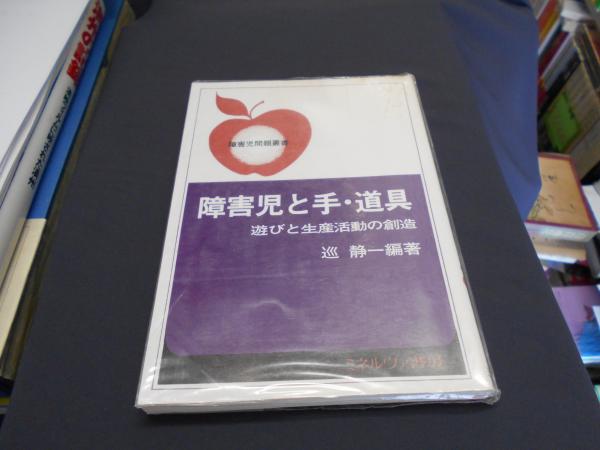 障害児問題叢書
障害児と手・道具
遊びと生産活動の創造
巡 静一編著
ミネルヴァ書房